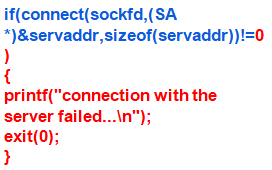 if(connect(sockfd,(SA
*)&servaddr,sizeof(servaddr))!=0
)
{
printf("connection with the
server failed...\n");
exit(0);
}